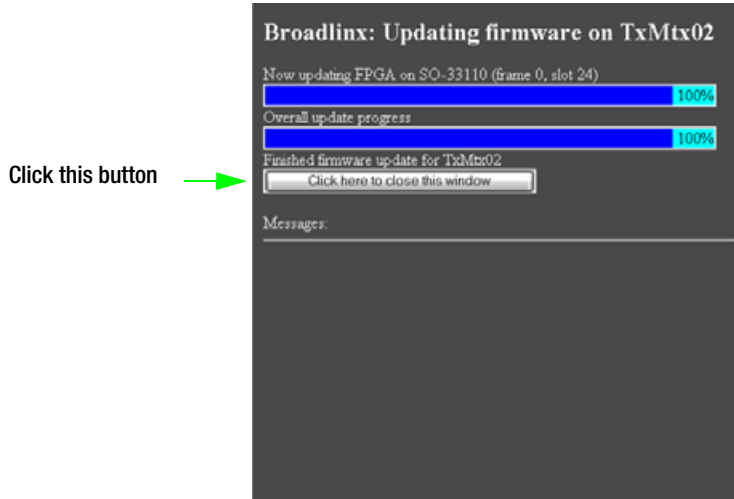 Broadlinx: Updating firmware on TxMtx02
Now updating FPGA on SO-33110 (frame 0, slot 24)
100%
Overall update progress
100%
Finished firmware update for TxMtx02
Click this button
Click here to close this window
Messages: